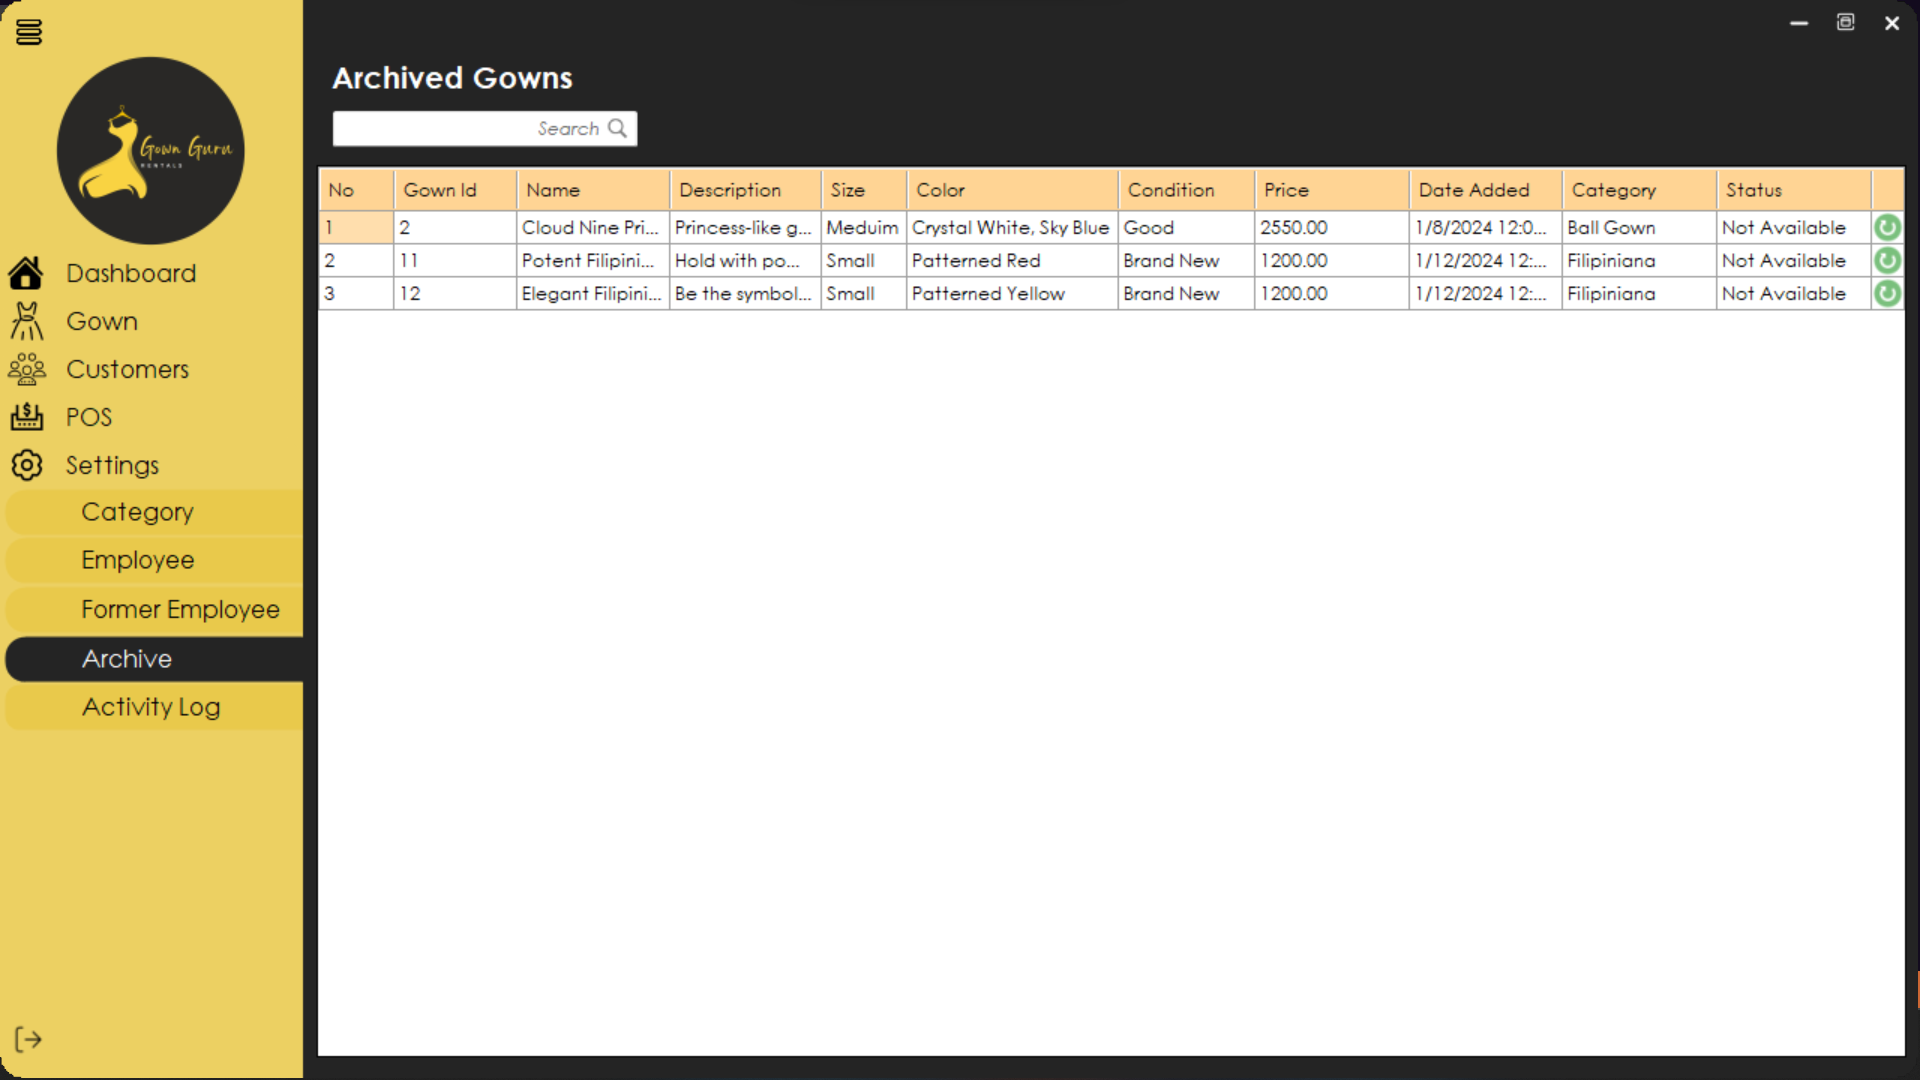 Gown Guru
RENTALS
Dashboard
Gown
Customers
POS
Settings
Category
Employee
Former Employee
Archive
Activity Log
Archived Gowns
Search
No Gown Id Name Description Size Color Condition Price Date Added Category Status
1 2 Cloud Nine Pri... Princess-like g... Meduim Crystal White, Sky Blue Good 2550.00 1/8/2024 12:0... Ball Gown Not Available
2 11 Potent Filipini... Hold with po... Small Patterned Red Brand New 1200.00 1/12/2024 12:... Filipiniana Not Available
3 12 Elegant Filipini... Be the symbol... Small Patterned Yellow Brand New 1200.00 1/12/2024 12:... Filipiniana Not Available